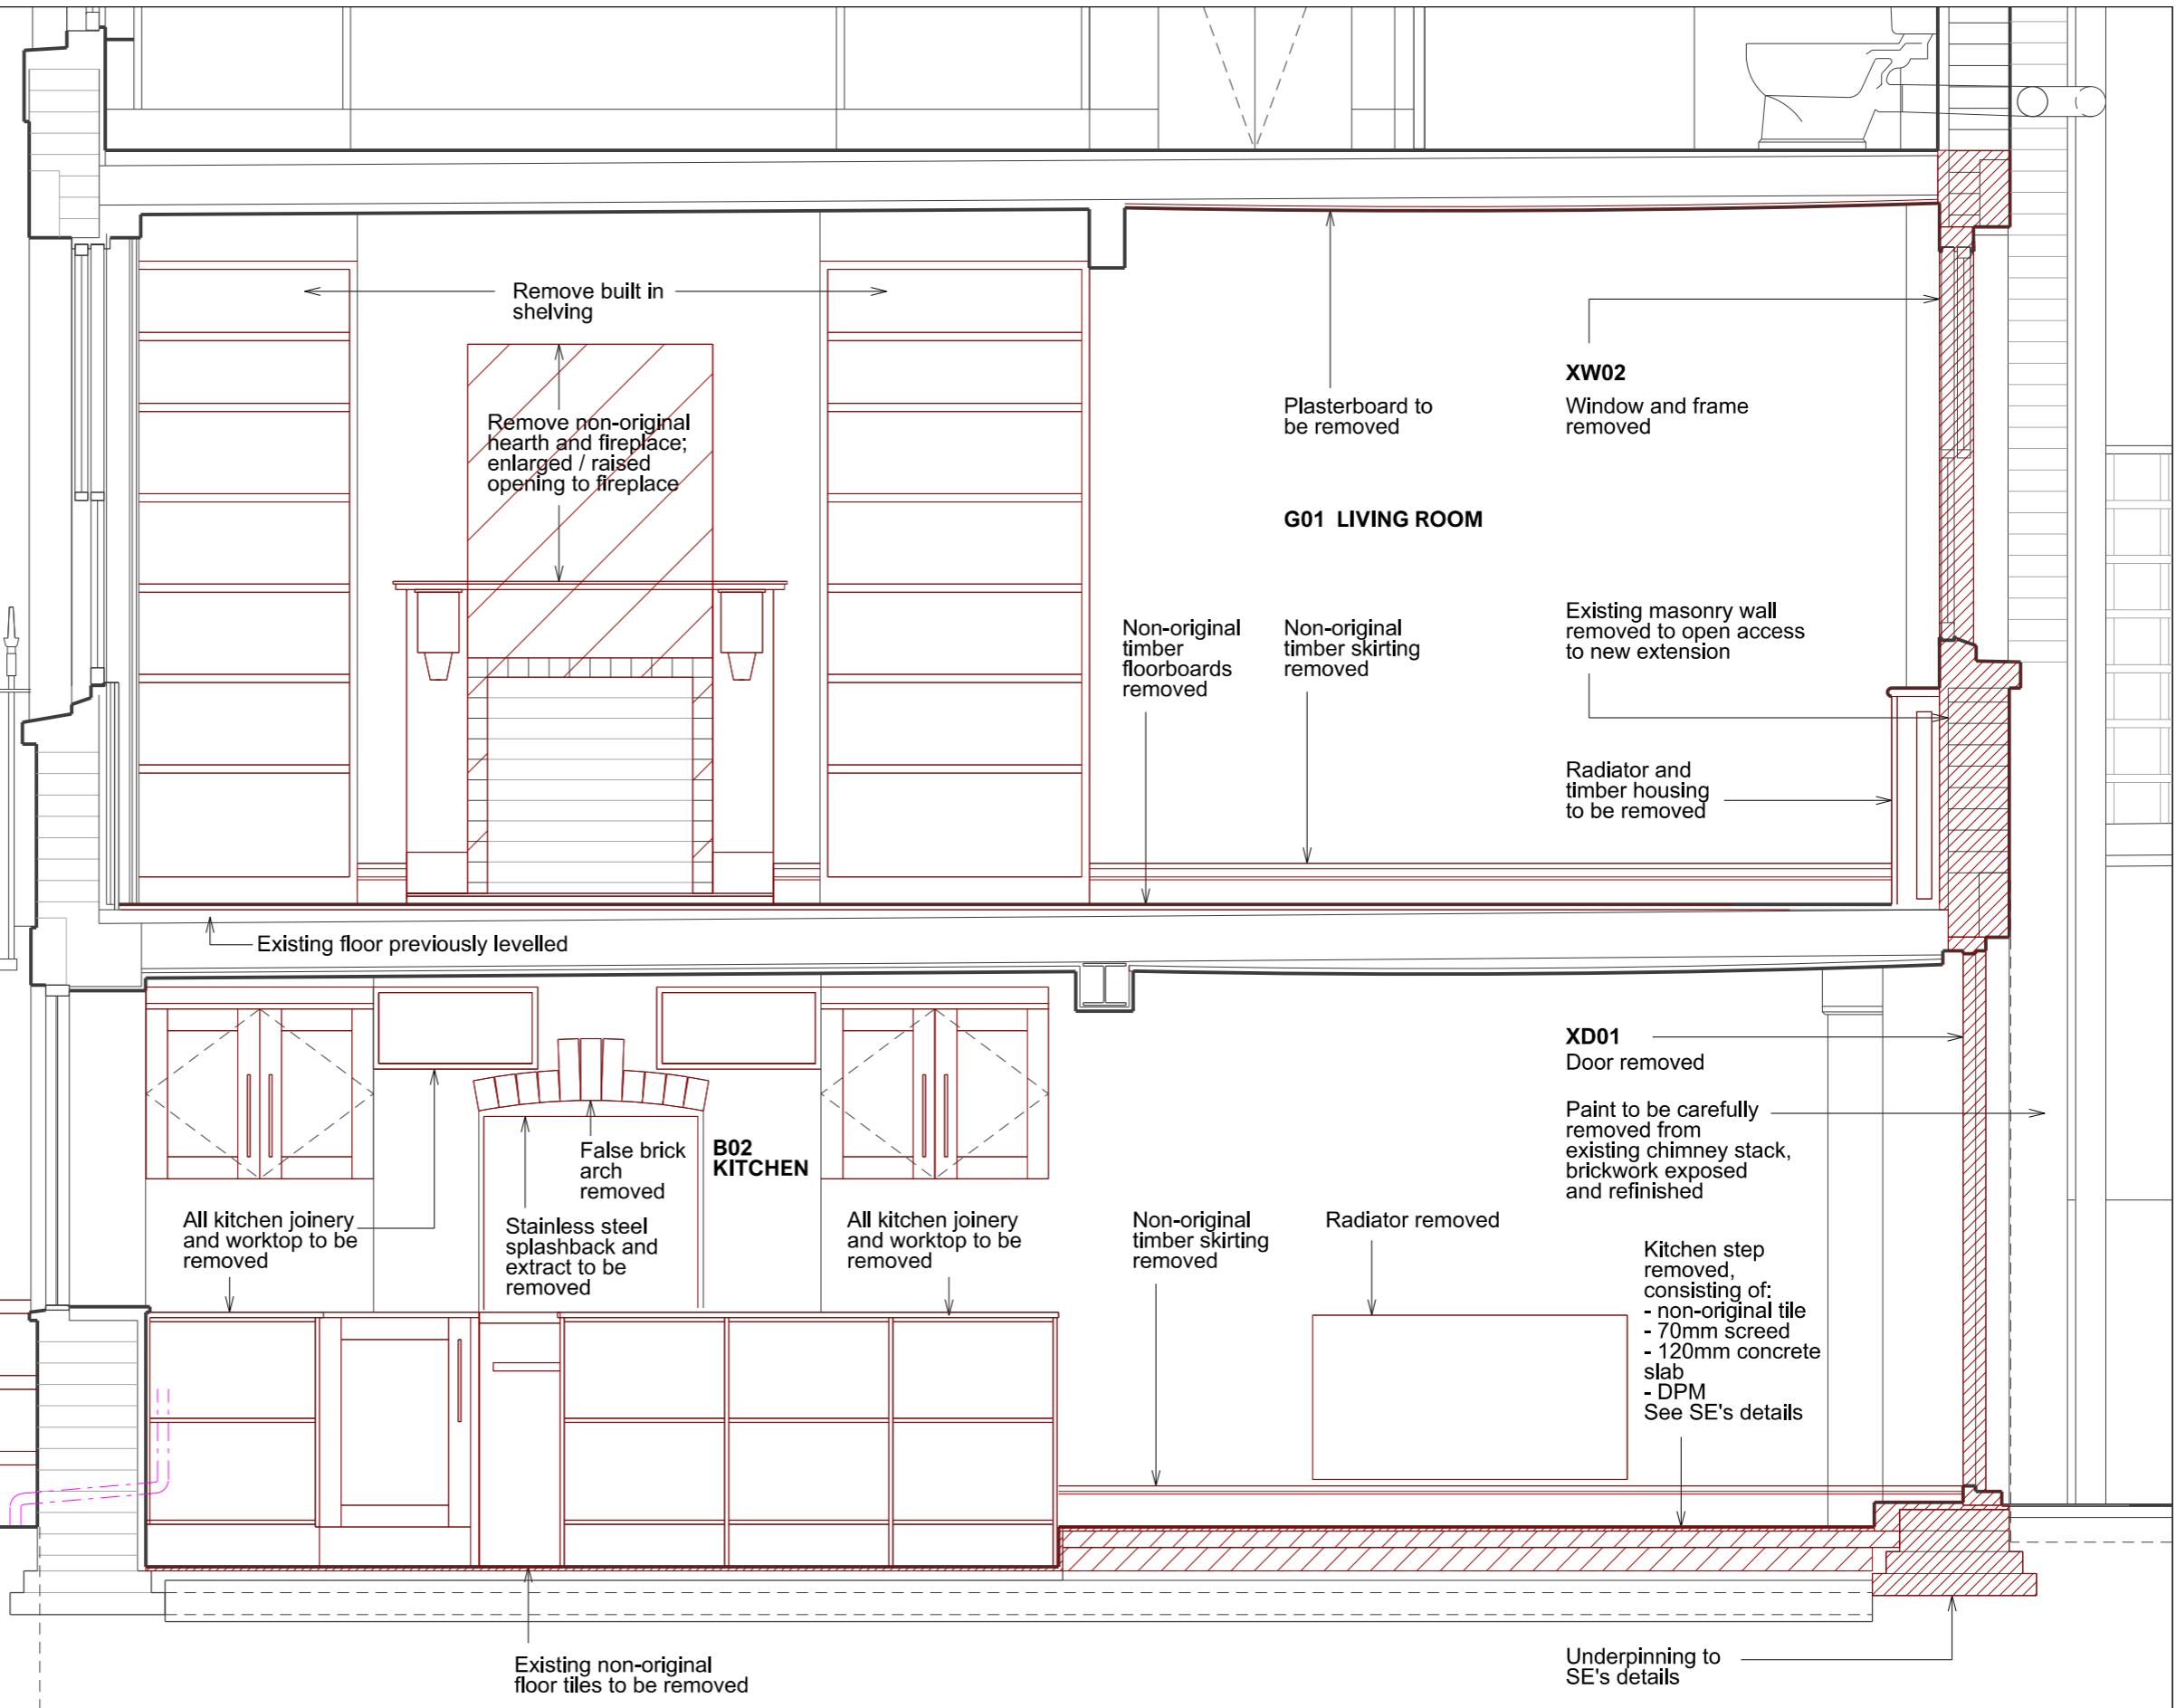 Remove built in
shelving
Remove non-original
hearth and fireplace;
enlarged / raised
opening to fireplace
Plasterboard to
be removed
XW02
Window and frame
removed
G01 LIVING ROOM
Non-original
timber
floorboards
removed
Non-original
timber skirting
removed
Existing masonry wall
removed to open access
to new extension
Radiator and
timber housing
to be removed
Existing floor previously levelled
XD01
Door removed
Paint to be carefully
removed from
existing chimney stack,
brickwork exposed
and refinished
False brick
arch
removed
B02
KITCHEN
All kitchen joinery
and worktop to be
removed
Stainless steel
splashback and
extract to be
removed
All kitchen joinery
and worktop to be
removed
Non-original
timber skirting
removed
Radiator removed
Kitchen step
removed,
consisting of:
- non-original tile
- 70mm screed
- 120mm concrete
slab
- DPM
See SE's details
Existing non-original
floor tiles to be removed
Underpinning to
SE's details